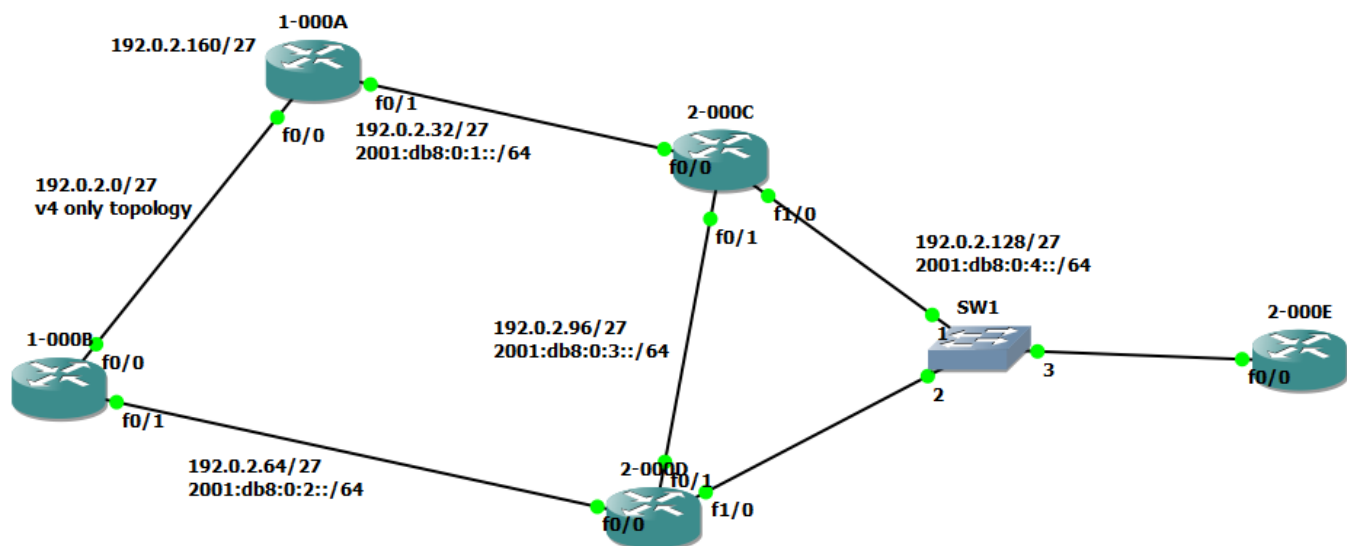 1-000A
192.0.2.160/27
f0/1
f0/0
192.0.2.32/27
2001:db8:0:1::/64
2-000C
f0/0
f1/0
f0/1
192.0.2.0/27
v4 only topology
192.0.2.128/27
2001:db8:0:4::/64
SW1
1
2
3
2-000E
f0/0
192.0.2.96/27
2001:db8:0:3::/64
1-000B
f0/0
f0/1
192.0.2.64/27
2001:db8:0:2::/64
2-000D
f0/1
f1/0
f0/0